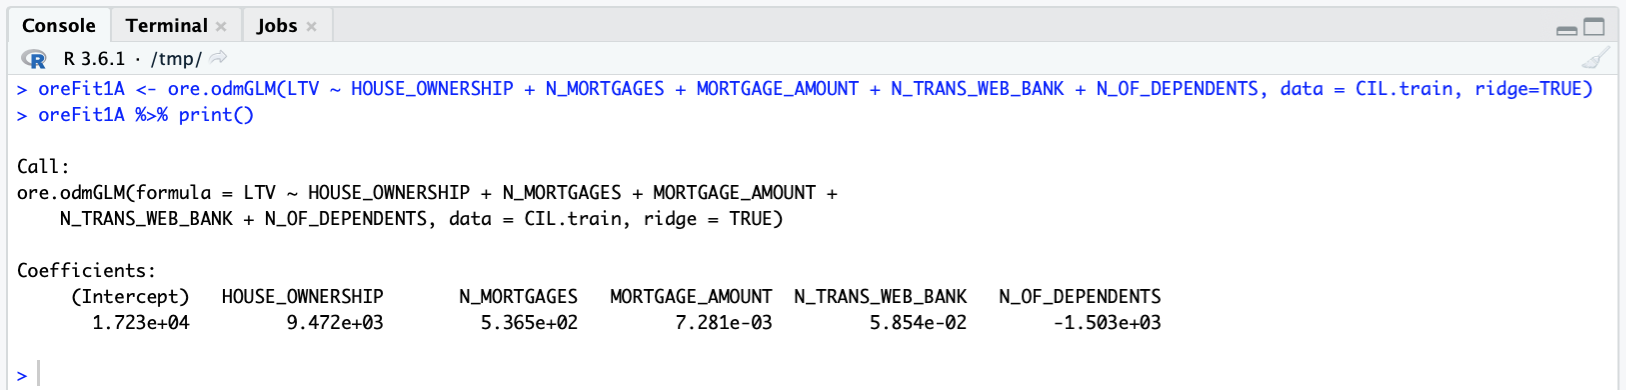 Console Terminal × Jobs ×
R R 3.6.1 · /tmp/
> oreFit1A <- ore.odmGLM(LTV ~ HOUSE_OWNERSHIP + N_MORTGAGES + MORTGAGE_AMOUNT + N_TRANS_WEB_BANK + N_OF_DEPENDENTS, data = CIL.train, ridge=TRUE)
> oreFit1A %>% print()
Call:
ore.odmGLM(formula = LTV ~ HOUSE_OWNERSHIP + N_MORTGAGES + MORTGAGE_AMOUNT +
    N_TRANS_WEB_BANK + N_OF_DEPENDENTS, data = CIL.train, ridge = TRUE)
Coefficients:
     (Intercept)   HOUSE_OWNERSHIP       N_MORTGAGES   MORTGAGE_AMOUNT  N_TRANS_WEB_BANK   N_OF_DEPENDENTS
       1.723e+04         9.472e+03         5.365e+02         7.281e-03         5.854e-02        -1.503e+03
>